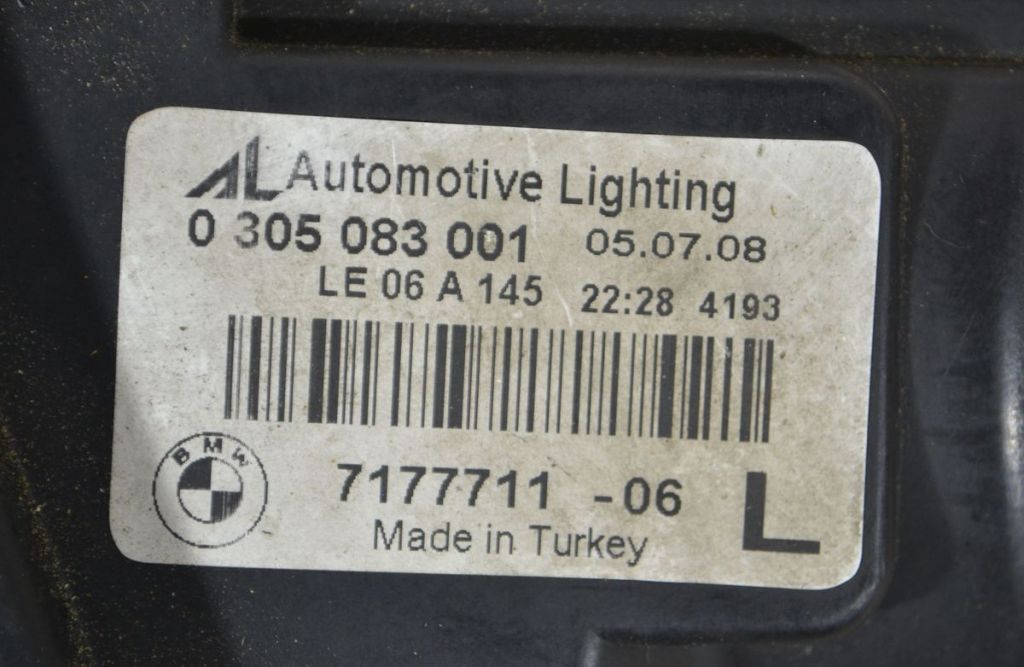 AL Automotive Lighting
0 305 083 001 05.07.08
LE 06 A 145 22:28 4193
BMW
7177711 -06 L
Made in Turkey